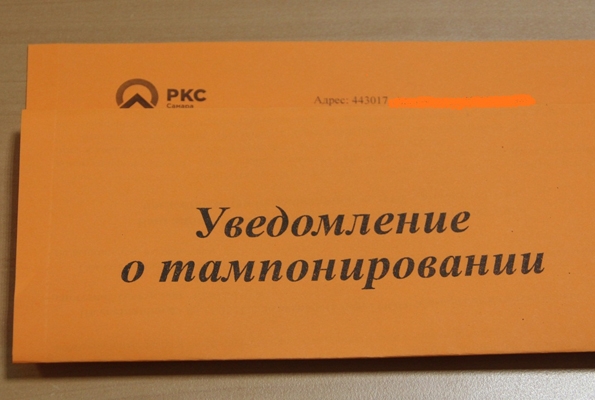 РКС
Самара
Адрес: 443017
Уведомление
о тампонировании